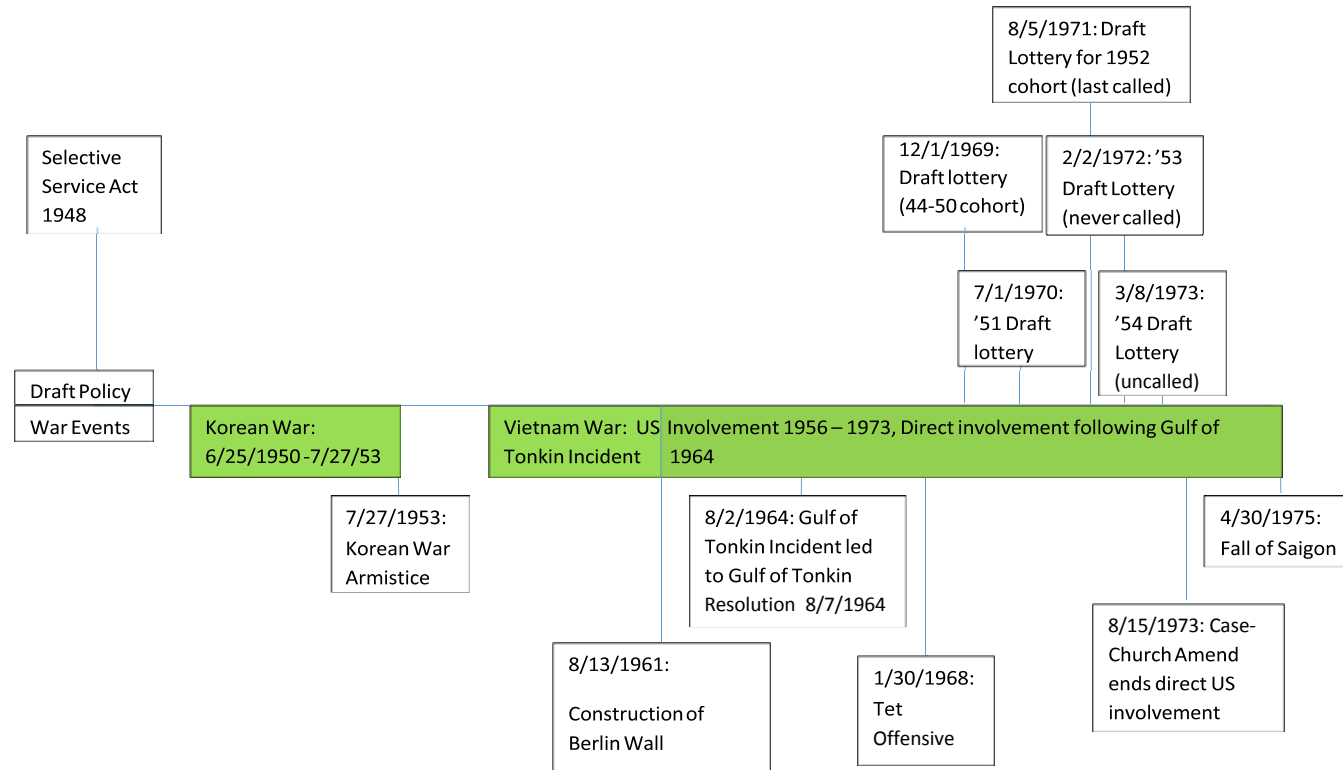 8/5/1971: Draft
Lottery for 1952
cohort (last called)
Selective
Service Act
1948
12/1/1969:
Draft lottery
(44-50 cohort)
2/2/1972: ’53
Draft Lottery
(never called)
7/1/1970:
’51 Draft
lottery
3/8/1973:
’54 Draft
Lottery
(uncalled)
Draft Policy
War Events
Korean War:
6/25/1950 -7/27/53
Vietnam War: US Involvement 1956 – 1973, Direct involvement following Gulf of
Tonkin Incident 1964
7/27/1953:
Korean War
Armistice
8/2/1964: Gulf of
Tonkin Incident led
to Gulf of Tonkin
Resolution 8/7/1964
4/30/1975:
Fall of Saigon
8/13/1961:
Construction of
Berlin Wall
1/30/1968:
Tet
Offensive
8/15/1973: Case-
Church Amend
ends direct US
involvement